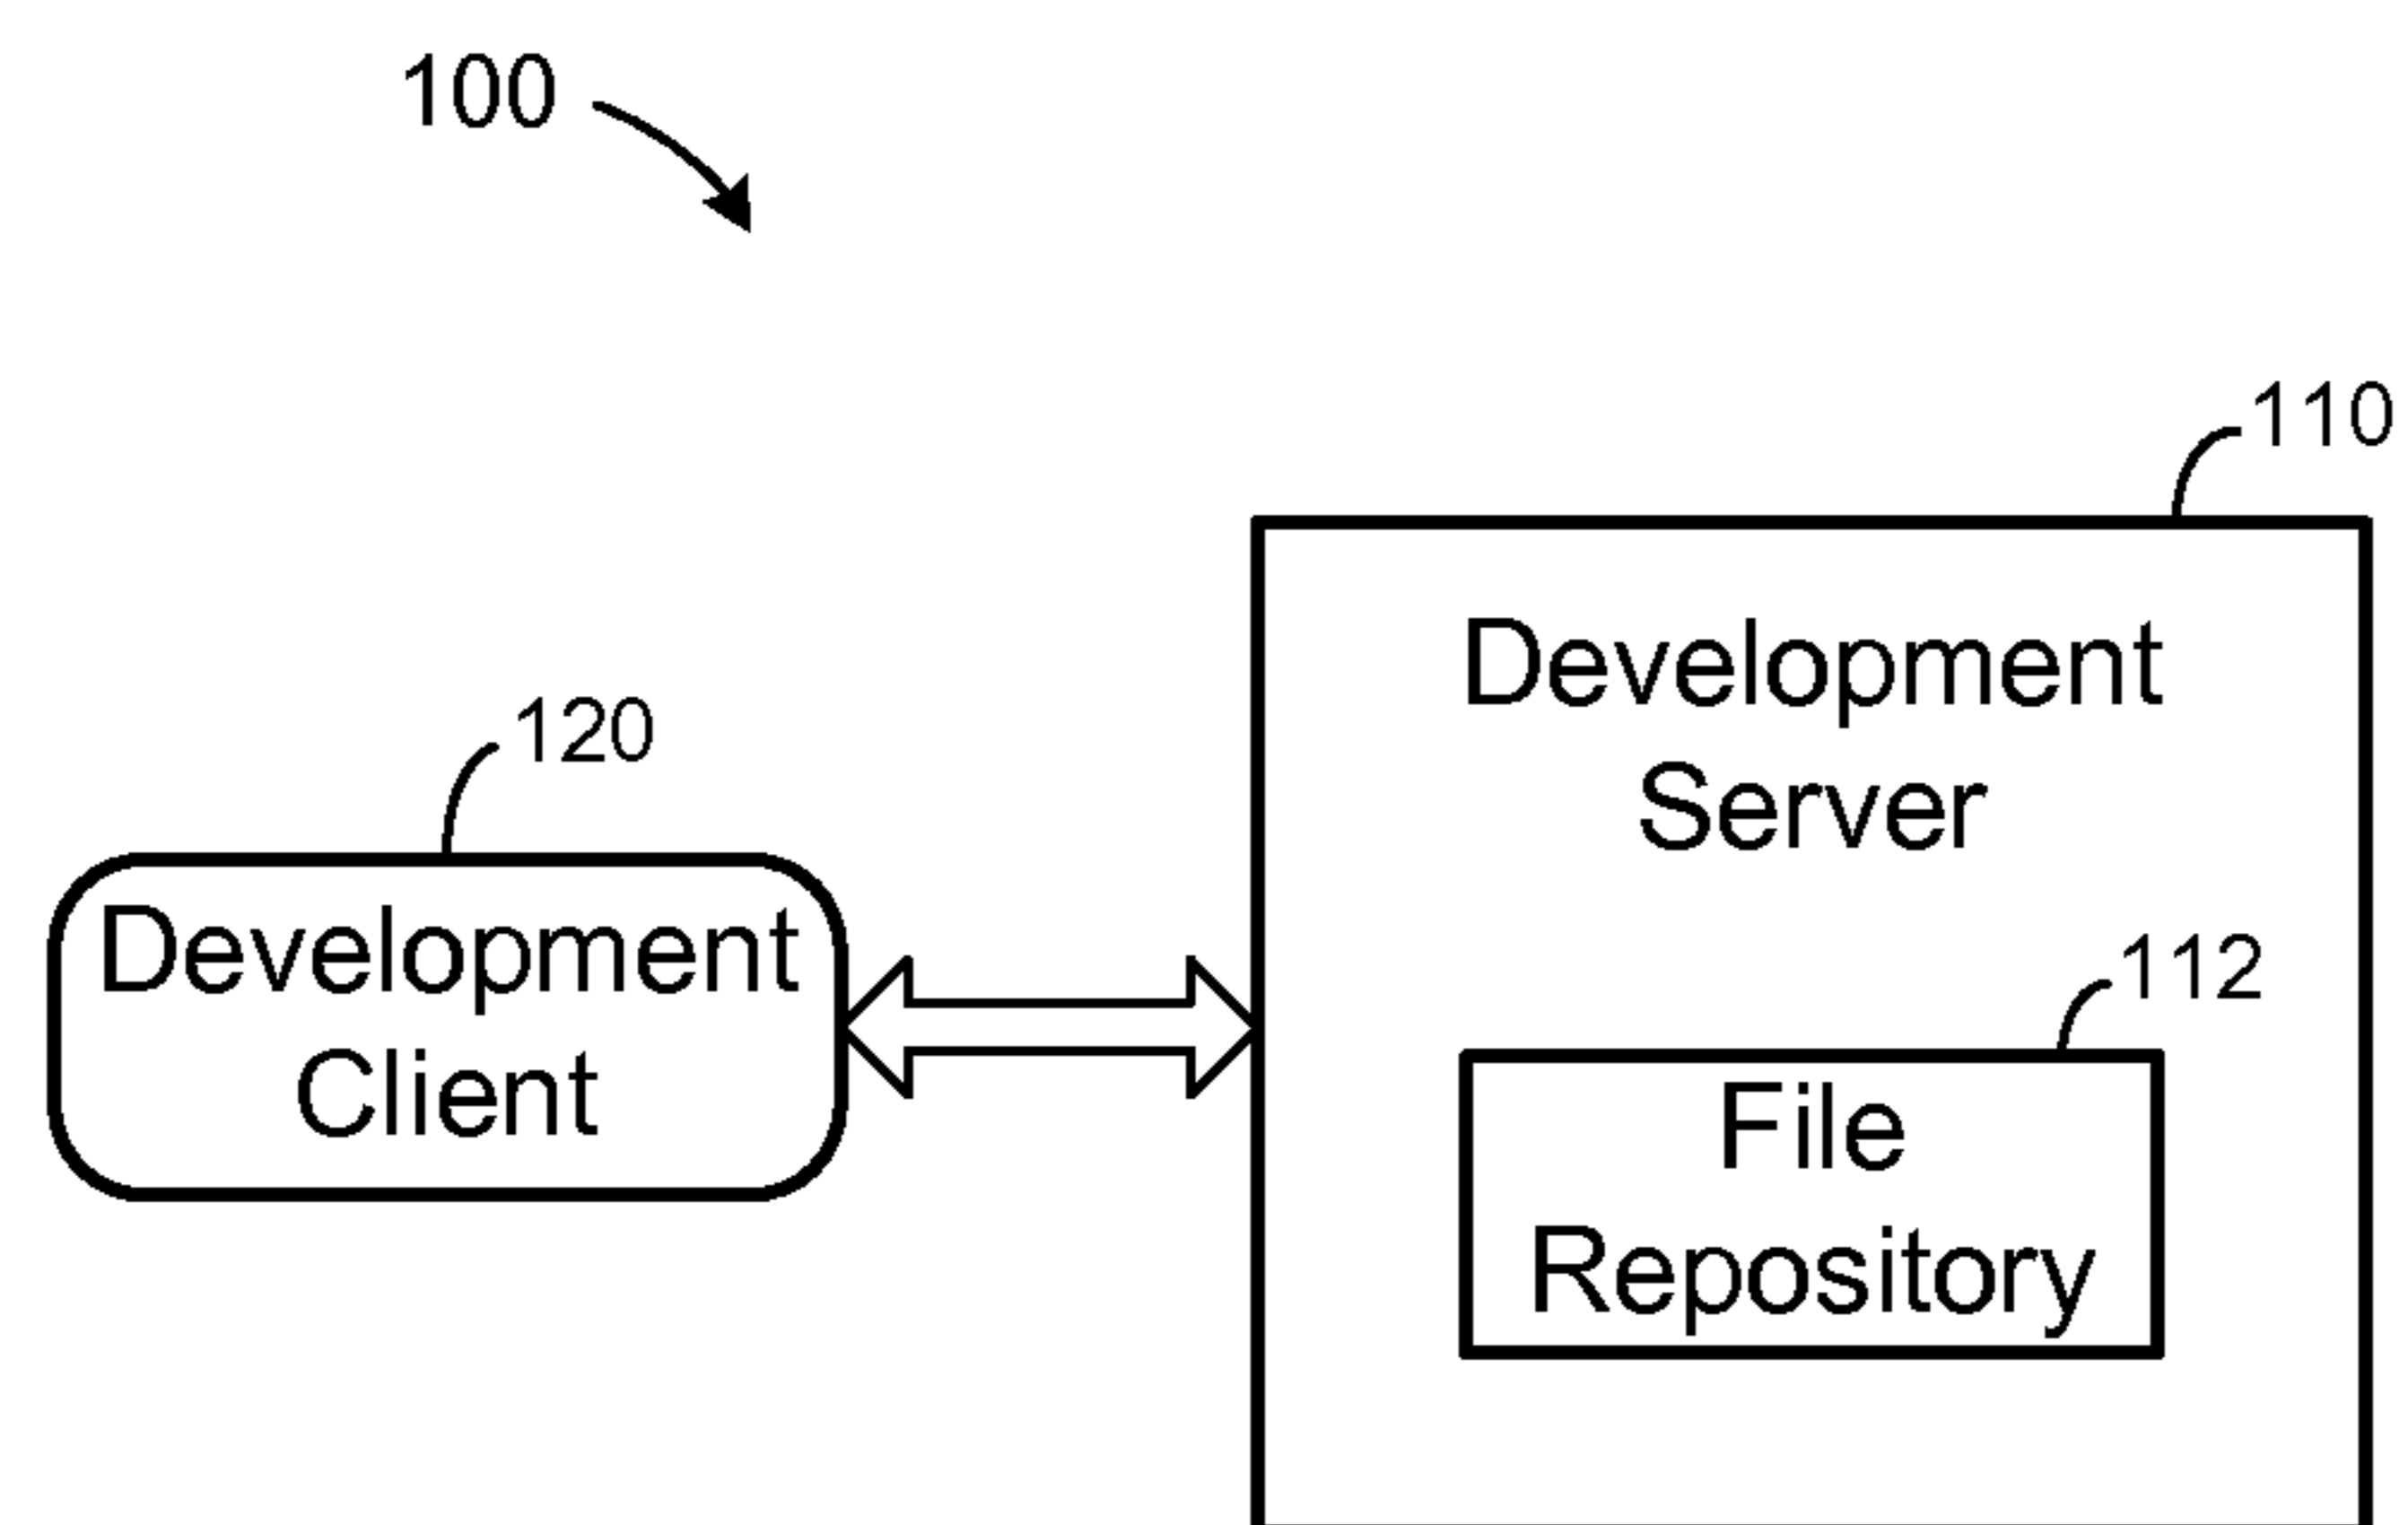 100
110
Development
Server
120
Development
Client
112
File
Repository